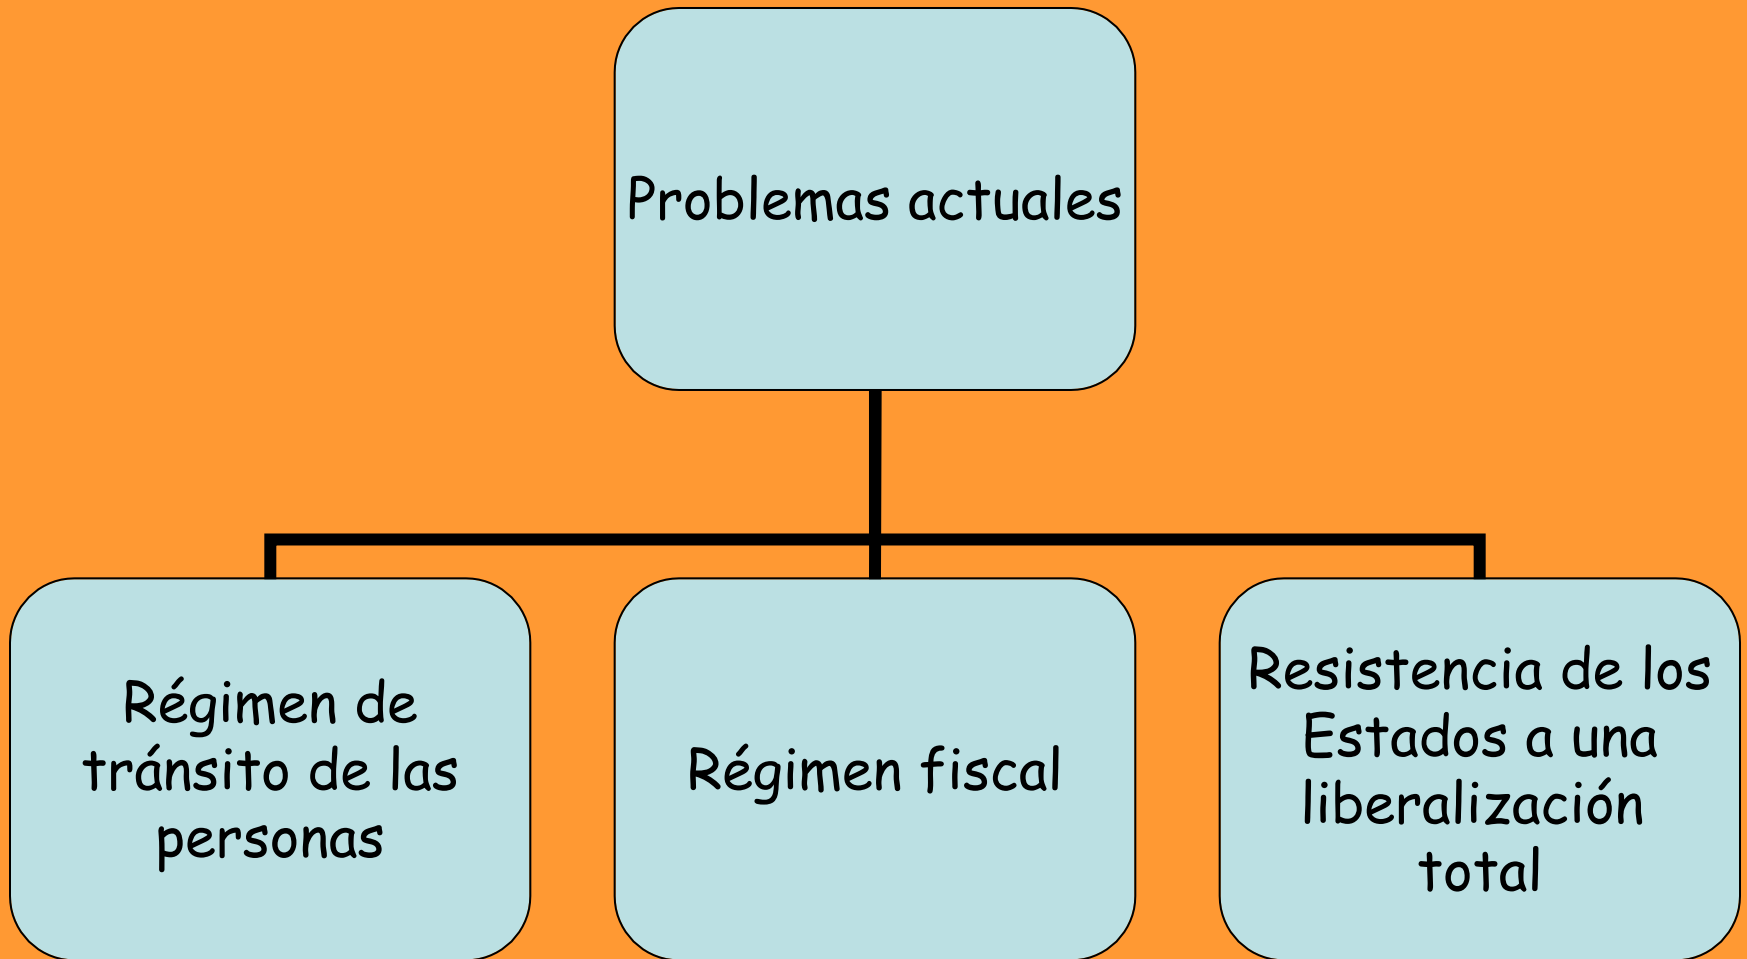 Problemas actuales
Régimen de
tránsito de las
personas
Régimen fiscal
Resistencia de los
Estados a una
liberalización
total